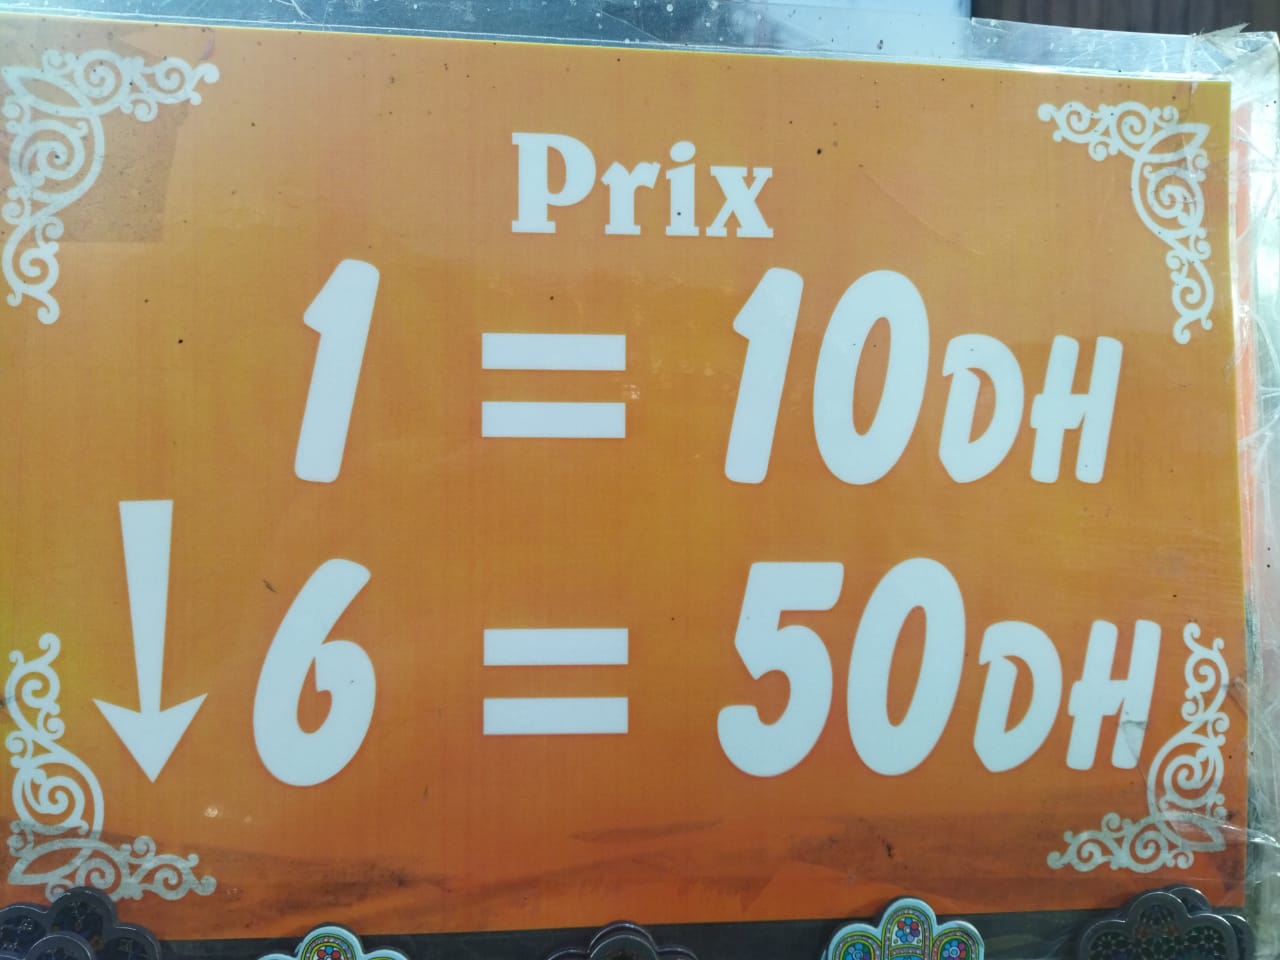 Prix
1 = 10DH
6 = 50DH